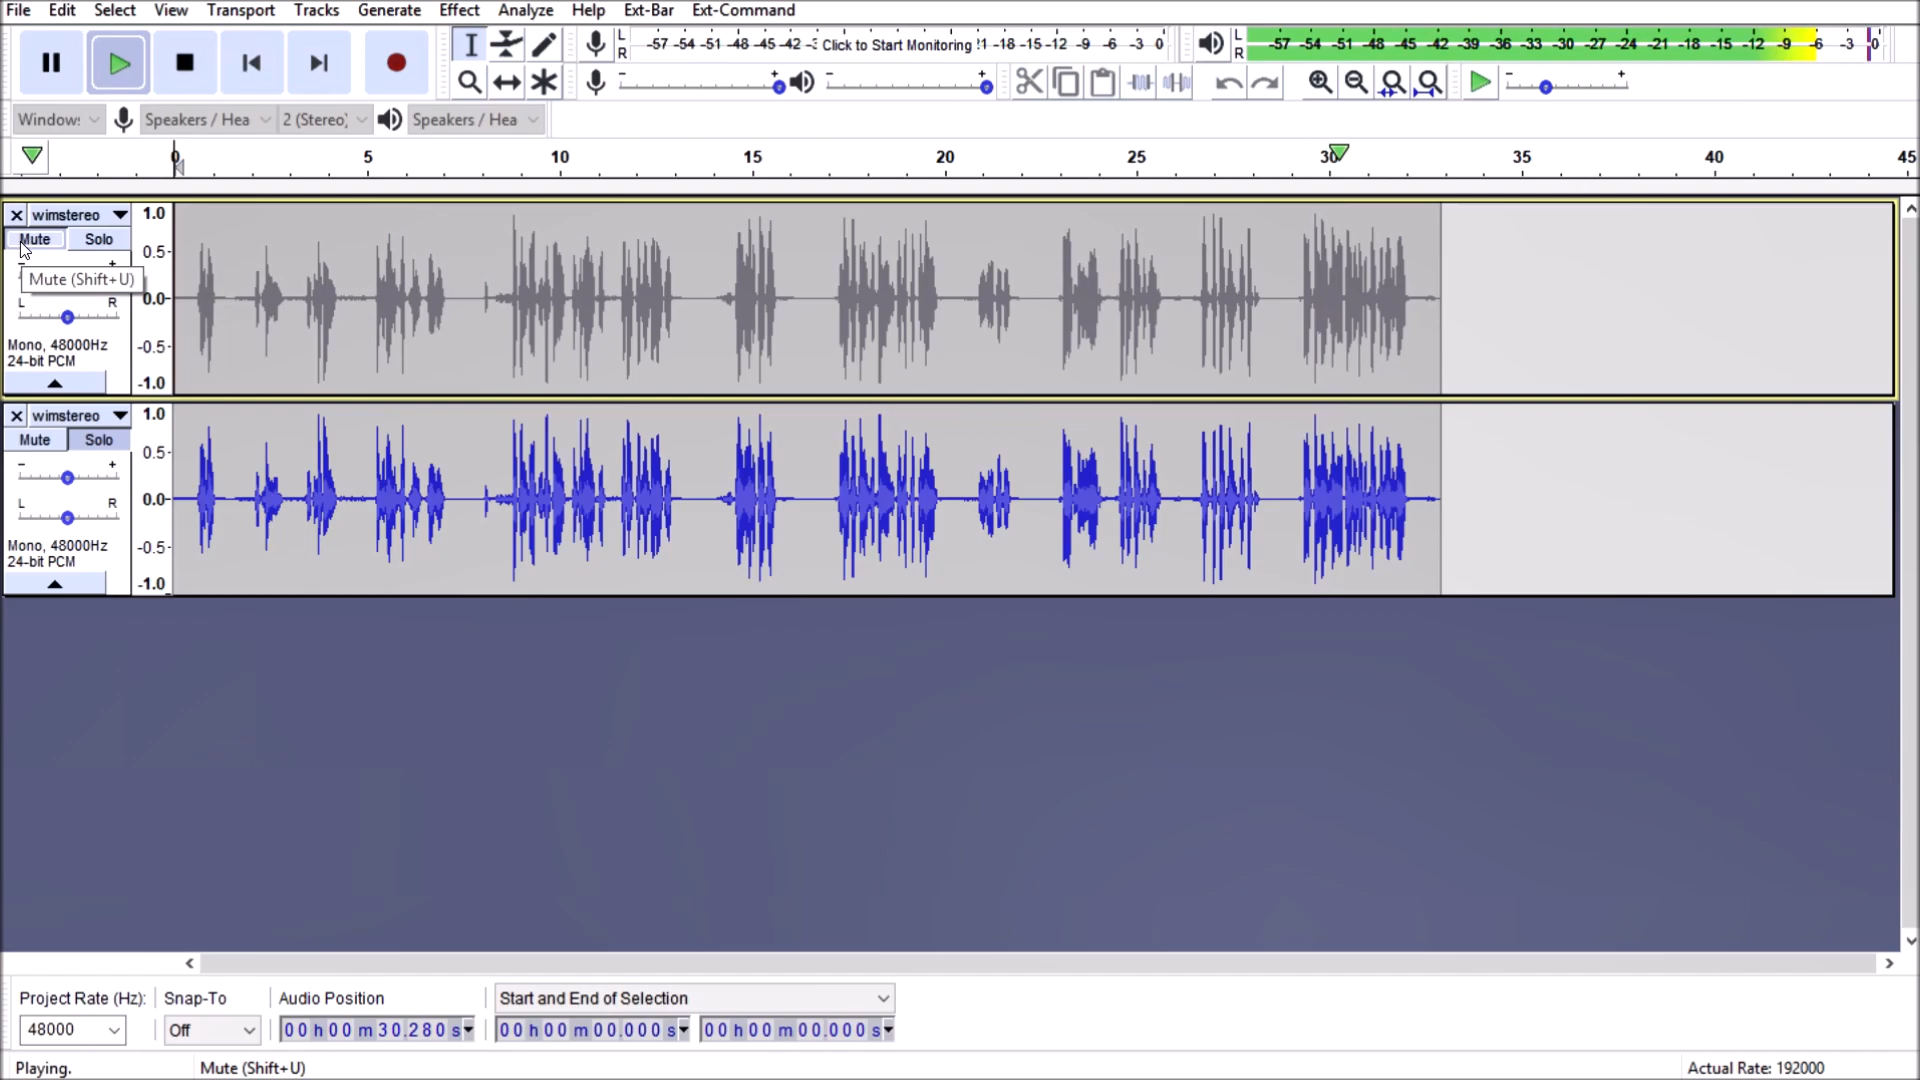 File Edit Select View Transport Tracks Generate Effect Analyze Help Ext-Bar Ext-Command
L R -57 -54 -51 -48 -45 -42 -3 Click to Start Monitoring !1 -18 -15 -12 -9 -6 -3 0
L R -57 -54 -51 -48 -45 -42 -39 -36 -33 -30 -27 -24 -21 -18 -15 -12 -9 -6 -3 0
- + - + - +
Window: Speakers / Hea 2 (Stereo) Speakers / Hea
0 5 10 15 20 25 30 35 40 45
wimstereo 1.0
Mute Solo
0.5
- +
Mute (Shift+U)
0.0
L R
Mono, 48000Hz -0.5
24-bit PCM
-1.0
wimstereo 1.0
Mute Solo
0.5
- +
0.0
L R
Mono, 48000Hz -0.5
24-bit PCM
-1.0
Project Rate (Hz): Snap-To Audio Position Start and End of Selection
48000 Off 00 h 00 m 30.280 s 00 h 00 m 00.000 s 00 h 00 m 00.000 s
Playing. Mute (Shift+U) Actual Rate: 192000